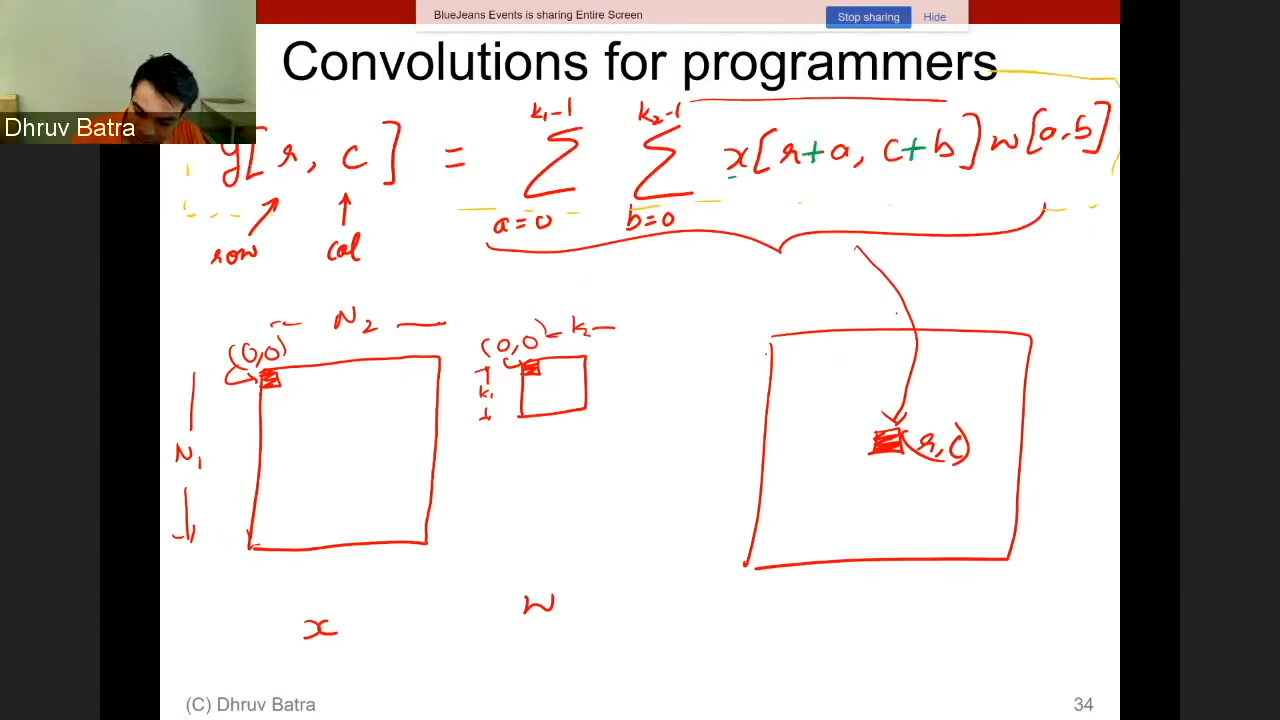 BlueJeans Events is sharing Entire Screen Stop sharing Hide
Convolutions for programmers
Dhruv Batra
k₁-1 k₂-1
y[r, c] = Σ Σ x[r+a, c+b] w[a,b]
a=0 b=0
row col
N₂ k₂
(0,0) (0,0)
k₁
(r,c)
N₁
w
x
(C) Dhruv Batra 34